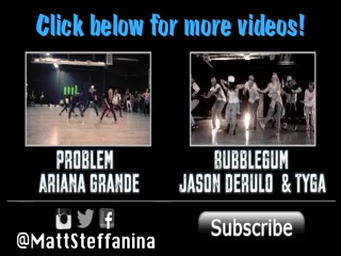 Click below for more videos!
PROBLEM
ARIANA GRANDE
BUBBLEGUM
JASON DERULO & TYGA
@MattSteffanina
Subscribe